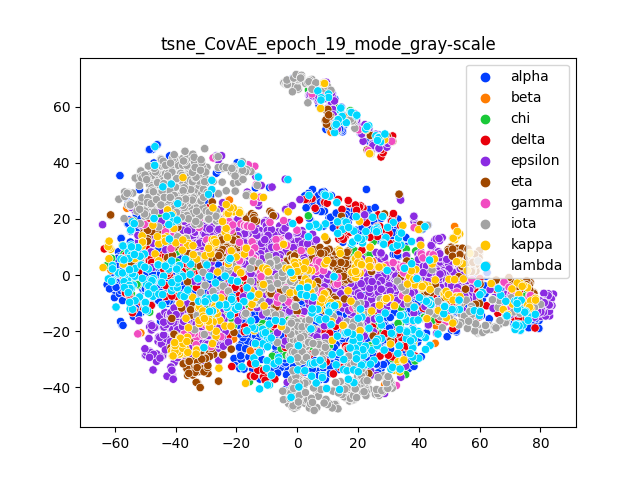 tsne_CovAE_epoch_19_mode_gray-scale
alpha
beta
chi
delta
epsilon
eta
gamma
iota
kappa
lambda
60
40
20
0
−20
−40
−60 −40 −20 0 20 40 60 80